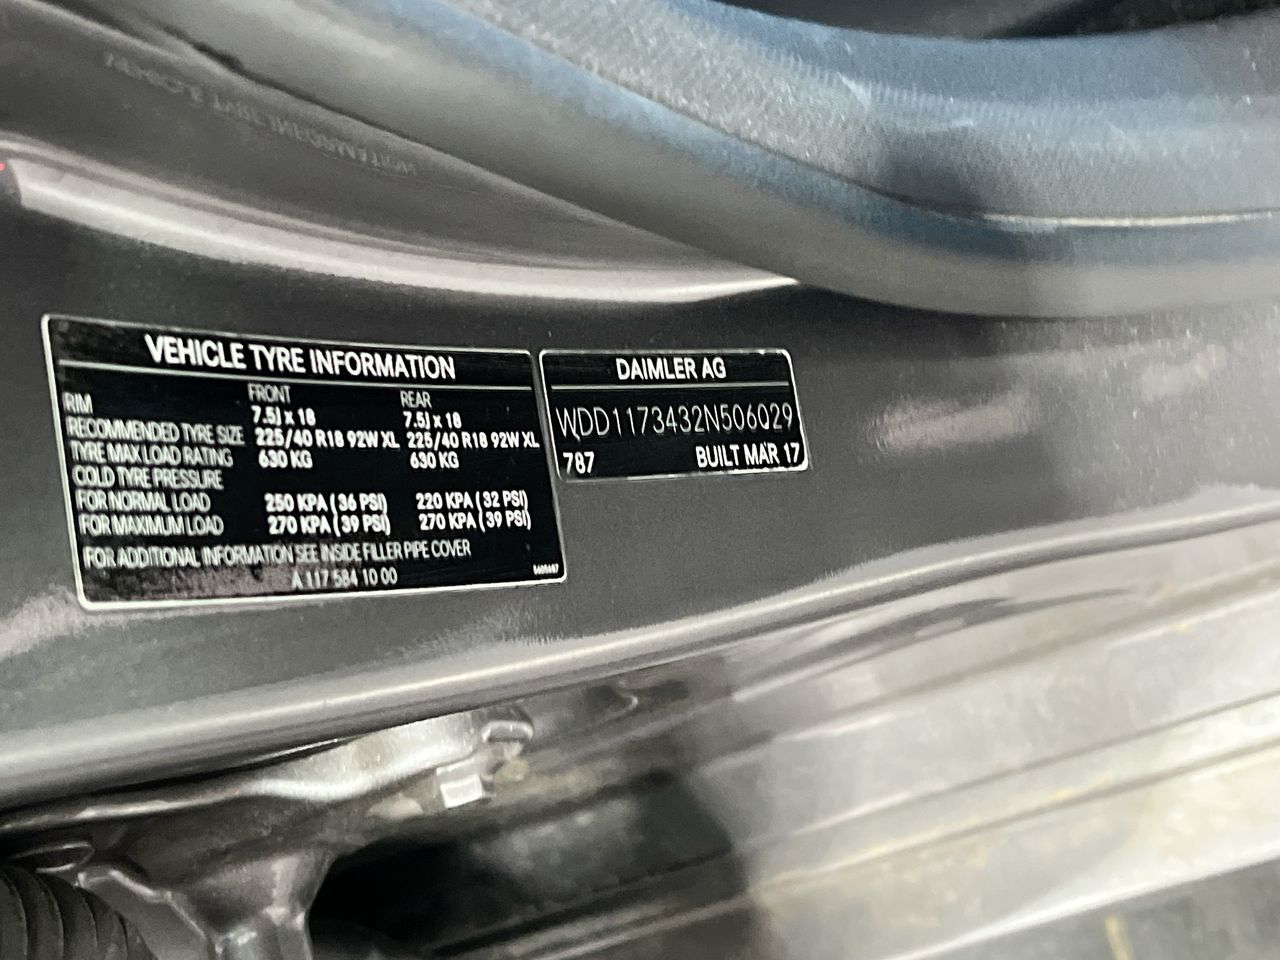 VEHICLE TYRE INFORMATION
FRONT REAR
RIM 7.5J x 18 7.5J x 18
RECOMMENDED TYRE SIZE 225/40 R18 92W XL 225/40 R18 92W XL
TYRE MAX LOAD RATING 630 KG 630 KG
COLD TYRE PRESSURE
FOR NORMAL LOAD 250 KPA (36 PSI) 220 KPA (32 PSI)
FOR MAXIMUM LOAD 270 KPA (39 PSI) 270 KPA (39 PSI)
FOR ADDITIONAL INFORMATION SEE INSIDE FILLER PIPE COVER
A 117 584 10 00
DAIMLER AG
WDD1173432N506029
787 BUILT MAR 17